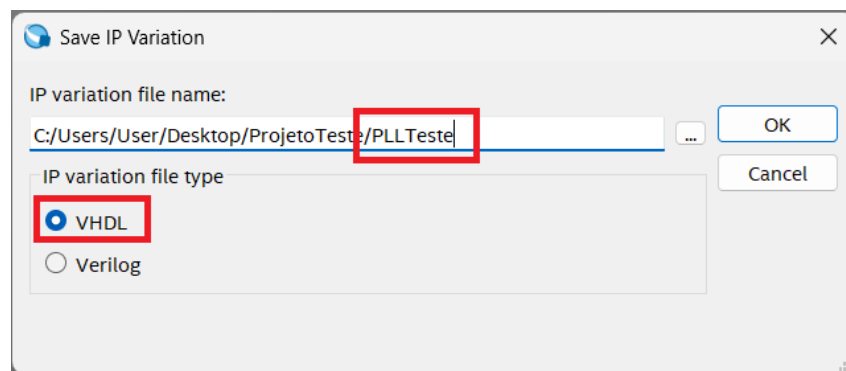 Save IP Variation
IP variation file name:
C:/Users/User/Desktop/ProjetoTeste/PLLTeste
...
OK
Cancel
IP variation file type
VHDL
Verilog